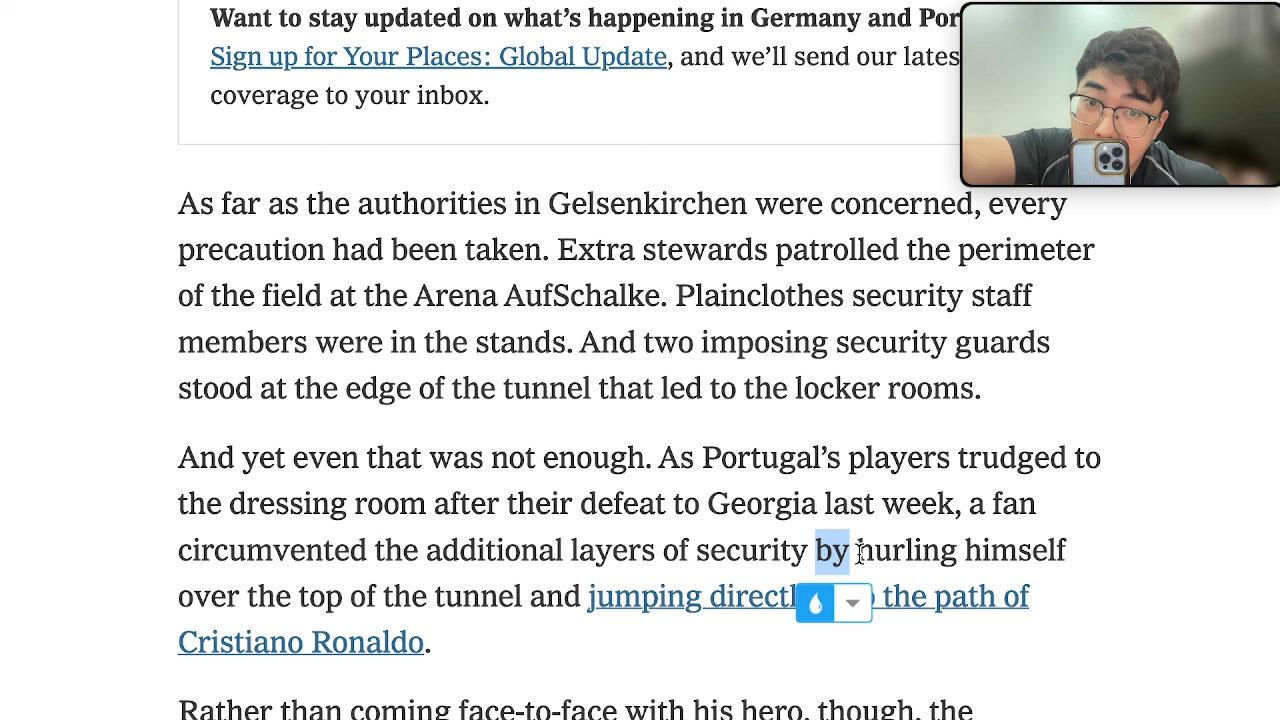 Want to stay updated on what’s happening in Germany and Por
Sign up for Your Places: Global Update, and we’ll send our lates
coverage to your inbox.
As far as the authorities in Gelsenkirchen were concerned, every
precaution had been taken. Extra stewards patrolled the perimeter
of the field at the Arena AufSchalke. Plainclothes security staff
members were in the stands. And two imposing security guards
stood at the edge of the tunnel that led to the locker rooms.
And yet even that was not enough. As Portugal’s players trudged to
the dressing room after their defeat to Georgia last week, a fan
circumvented the additional layers of security by hurling himself
over the top of the tunnel and jumping directl the path of
Cristiano Ronaldo.
Rather than coming face-to-face with his hero, though, the